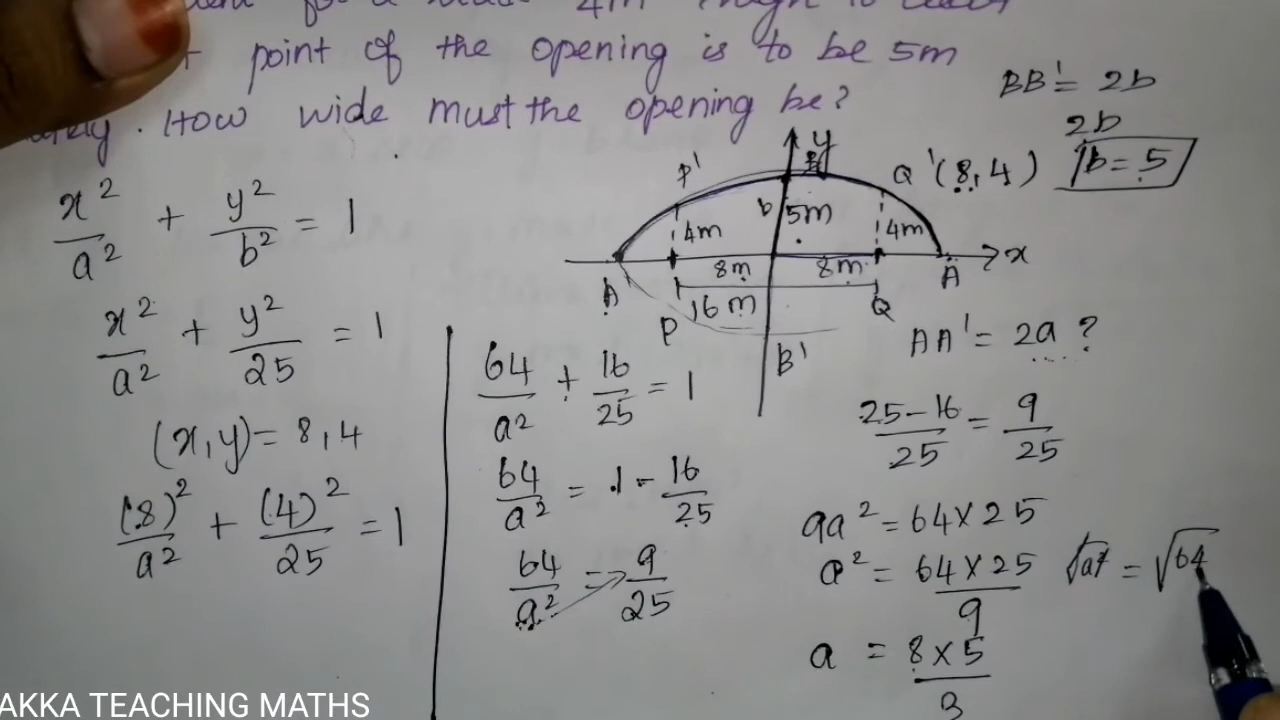 4m high
point of the opening is to be 5m
. How wide must the opening be?
BB' = 2b
2b
b = 5
x²/a² + y²/b² = 1
x²/a² + y²/25 = 1
(x,y) = 8,4
(8)²/a² + (4)²/25 = 1
y
P'
Q'(8,4)
b 5m
4m
4m
x
8m
8m
A
A
16m
P
Q
B'
AA' = 2a ?
64/a² + 16/25 = 1
64/a² = 1 - 16/25
64/a² = 9/25
25-16/25 = 9/25
9a² = 64×25
a² = 64×25/9
√a² = √64
a = 8×5/3
AKKA TEACHING MATHS